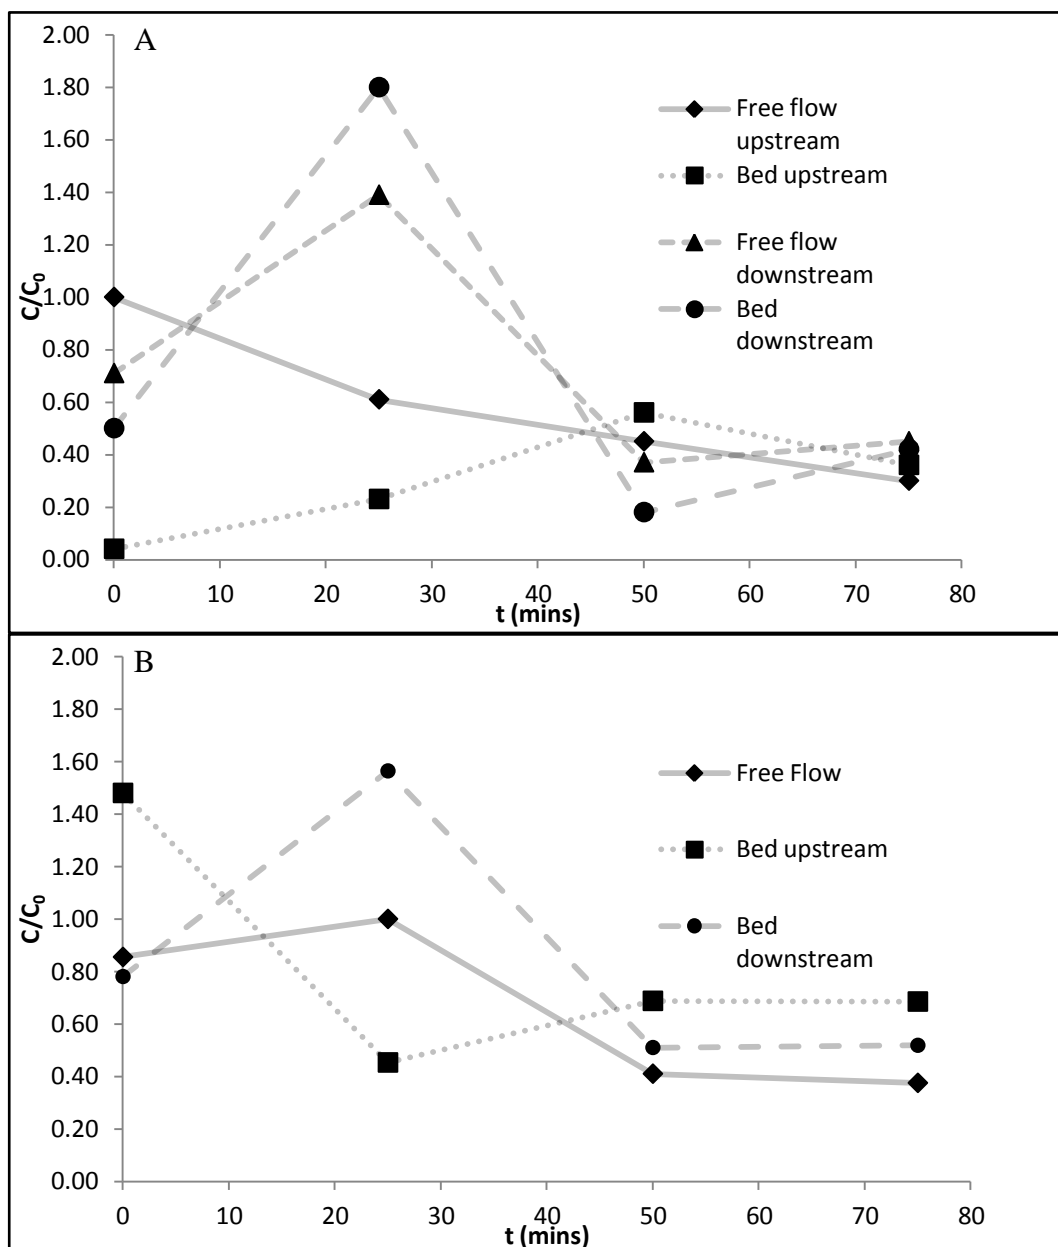 A
2.00
1.80
1.60
1.40
1.20
1.00
0.80
0.60
0.40
0.20
0.00
C/C₀
0
10
20
30
40
50
60
70
80
t (mins)
Free flow
upstream
Bed upstream
Free flow
downstream
Bed
downstream
B
2.00
1.80
1.60
1.40
1.20
1.00
0.80
0.60
0.40
0.20
0.00
C/C₀
0
10
20
30
40
50
60
70
80
t (mins)
Free Flow
Bed upstream
Bed
downstream